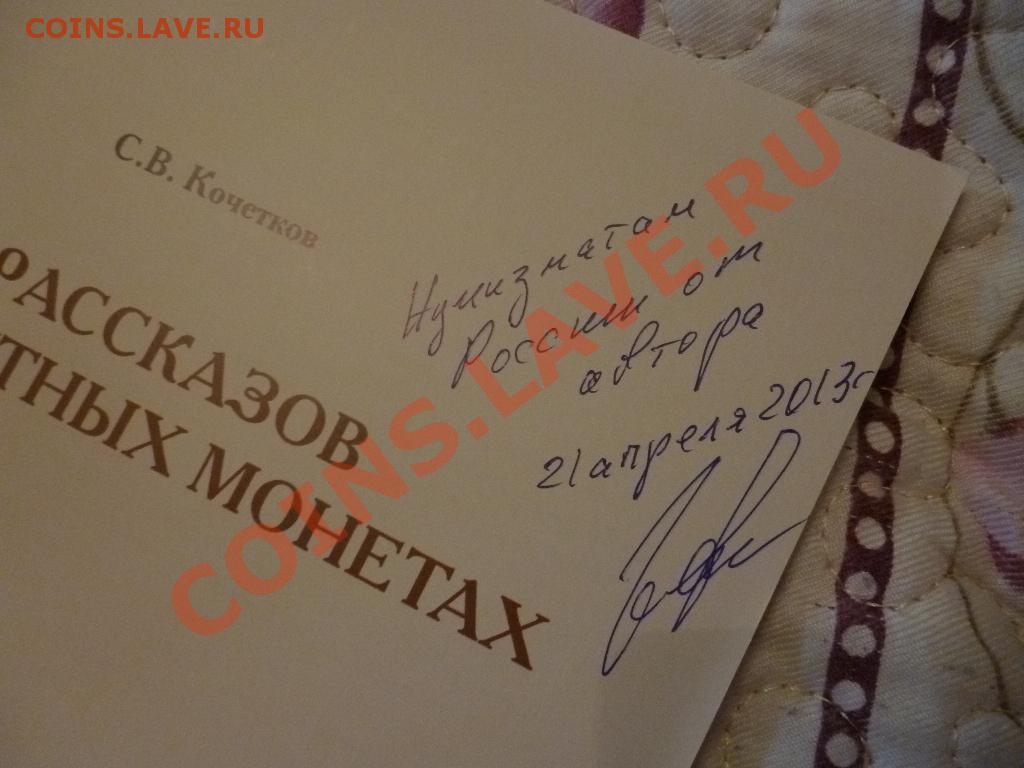 COINS.LAVE.RU
С.В. Кочетков
РАССКАЗОВ
ТНЫХ МОНЕТАХ
Нумизматам
России от
автора
21 апреля 2013г
COINS.LAVE.RU